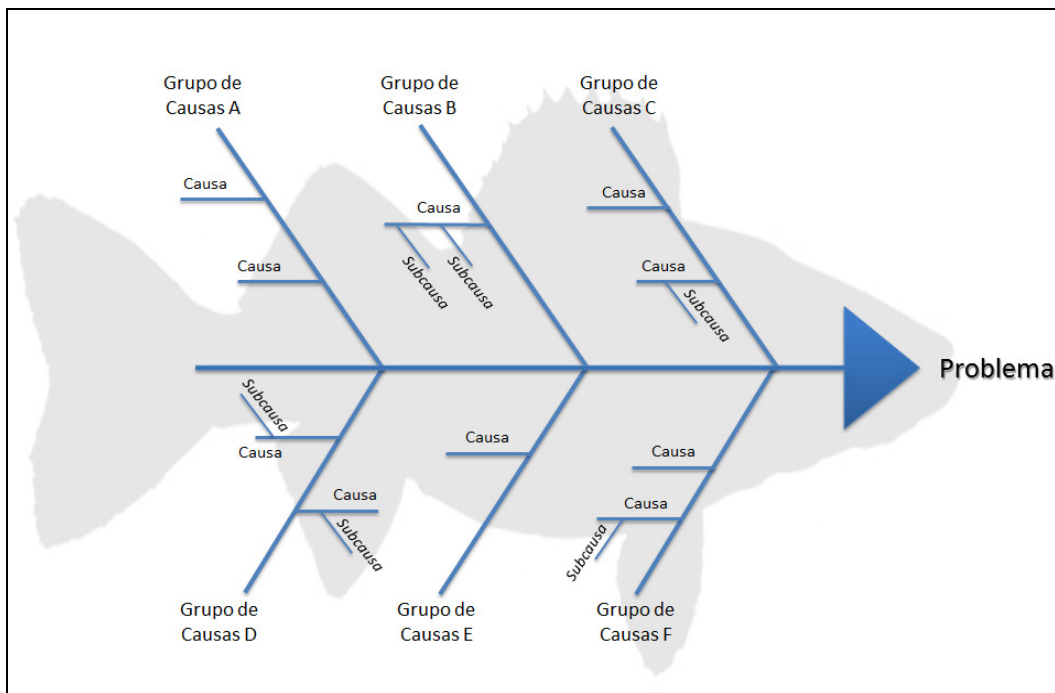 Grupo de
Causas A
Grupo de
Causas B
Grupo de
Causas C
Causa
Causa
Causa
Subcausa
Subcausa
Causa
Causa
Subcausa
Problema
Subcausa
Causa
Causa
Subcausa
Causa
Causa
Causa
Subcausa
Grupo de
Causas D
Grupo de
Causas E
Grupo de
Causas F